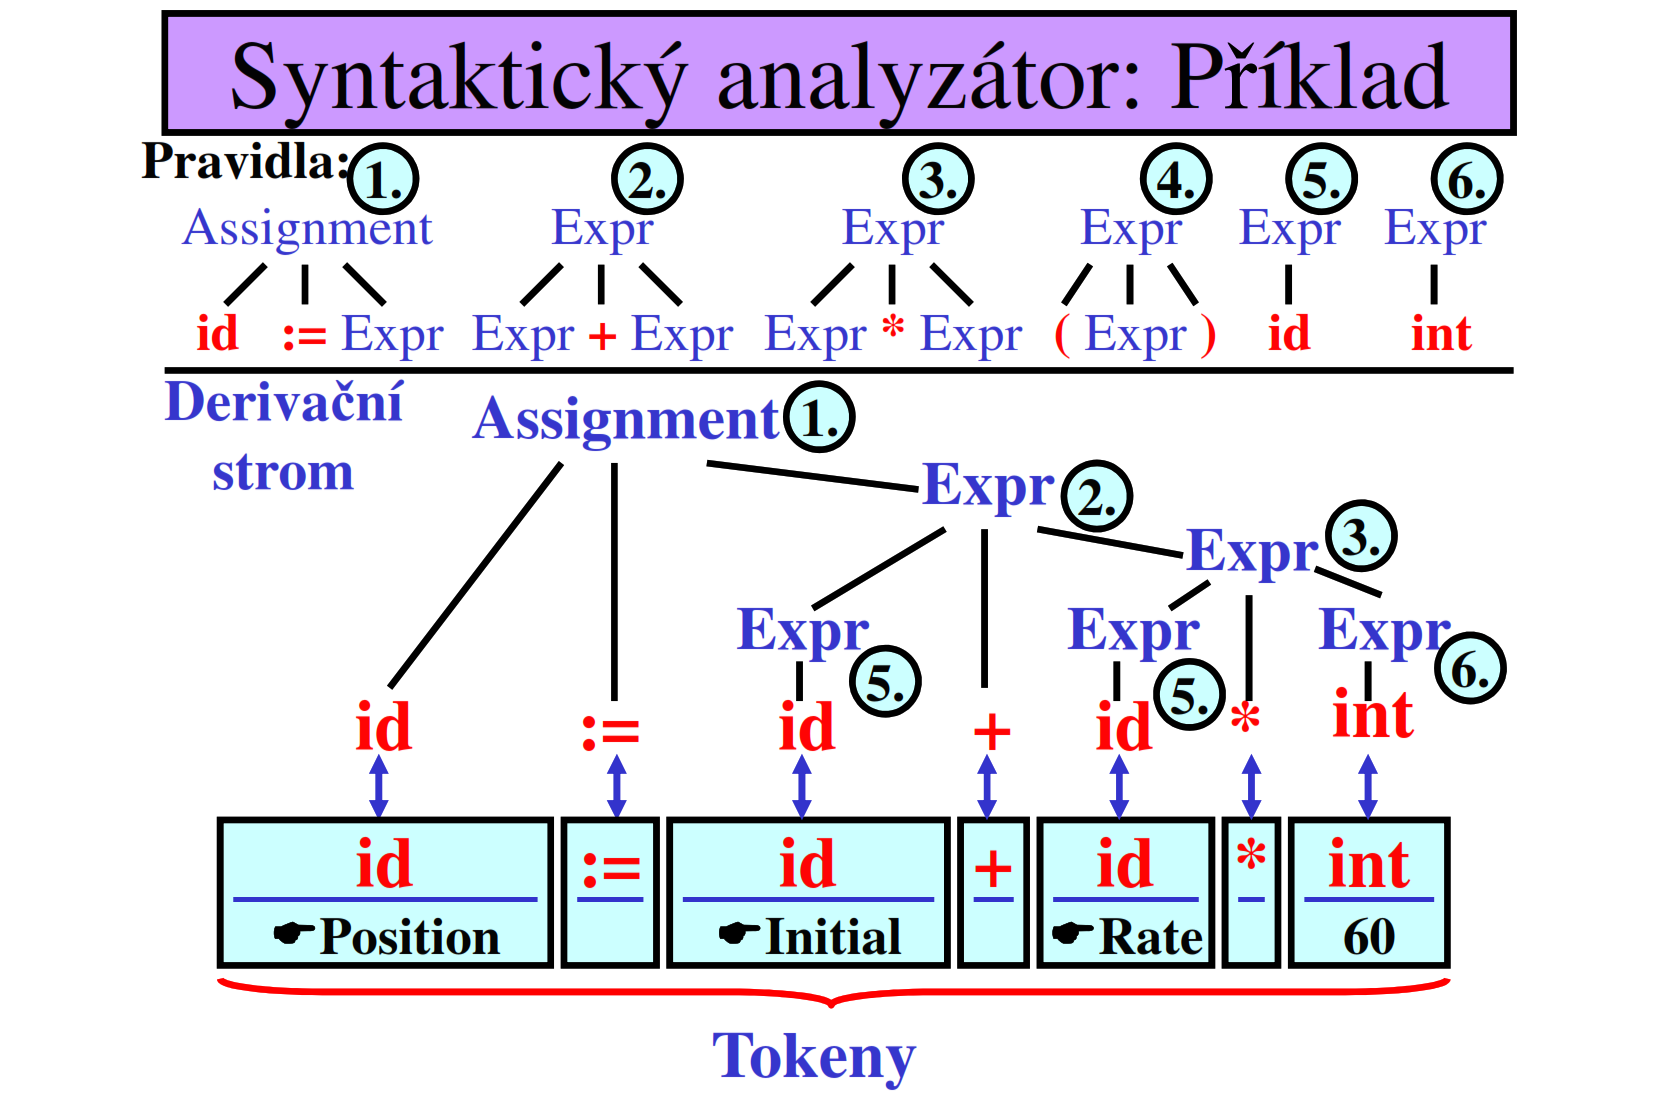 Syntaktický analyzátor: Příklad
Pravidla: 1. 2. 3. 4. 5. 6.
Assignment Expr Expr Expr Expr Expr
id := Expr Expr + Expr Expr * Expr ( Expr ) id int
Derivační
strom
Assignment 1.
Expr 2.
Expr 3.
Expr 5. Expr 5. Expr 6.
id := id + id * int
id := id + id * int
☛Position ☛Initial ☛Rate 60
Tokeny